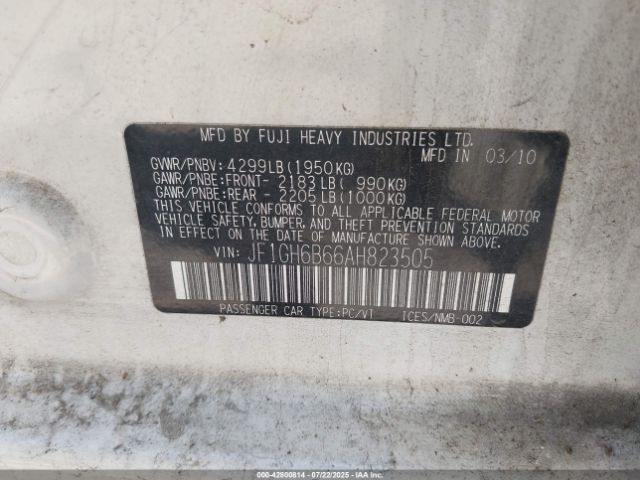 MFD BY FUJI HEAVY INDUSTRIES LTD.
MFD IN 03/10
GVWR/PNBV: 4299LB(1950KG)
GAWR/PNBE: FRONT- 2183 LB( 990KG)
GAWR/PNBE: REAR - 2205 LB(1000KG)
THIS VEHICLE CONFORMS TO ALL APPLICABLE FEDERAL MOTOR
VEHICLE SAFETY, BUMPER, AND THEFT PREVENTION STANDARDS
IN EFFECT ON THE DATE OF MANUFACTURE SHOWN ABOVE.
VIN: JF1GH6B66AH823505
PASSENGER CAR TYPE:PC/VT ICES/NMB-002
000-42800814 - 07/22/2025 - IAAI.COM